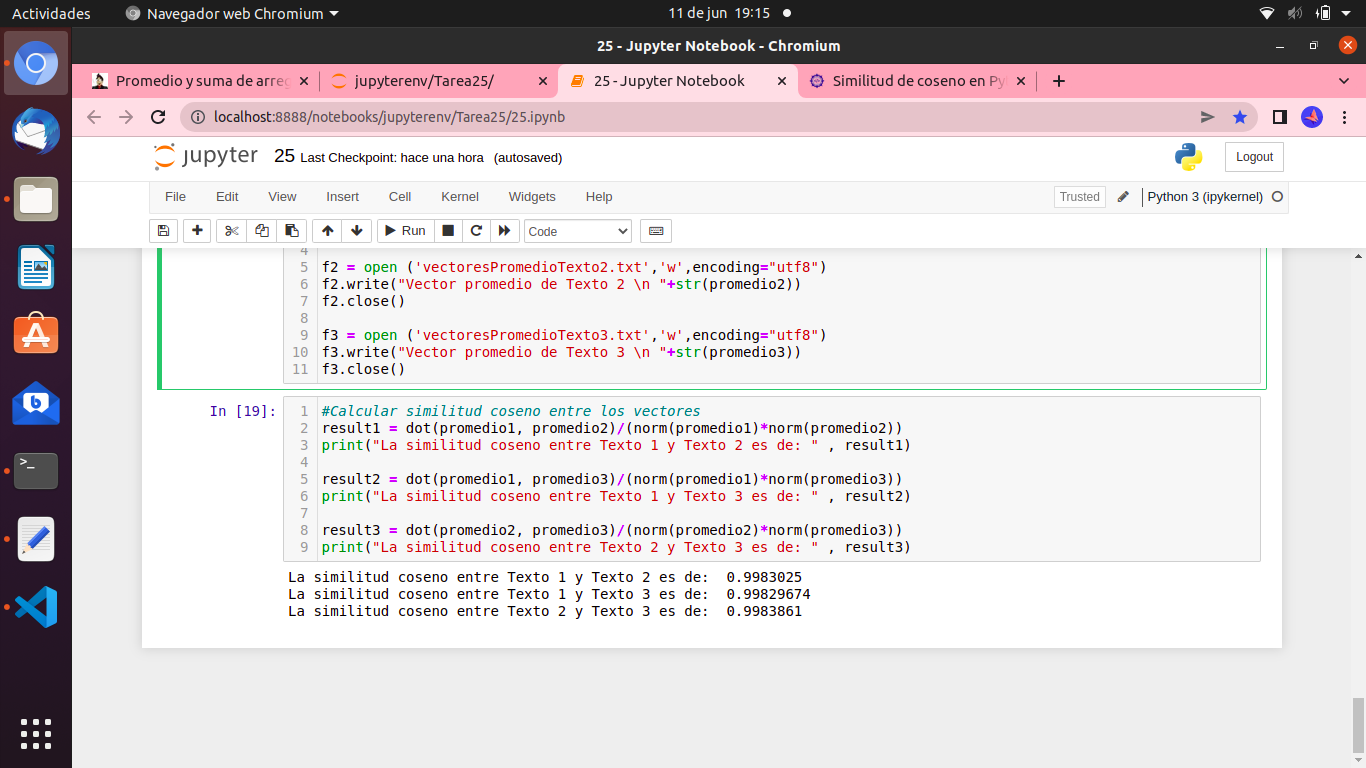 Actividades
Navegador web Chromium
11 de jun 19:15
25 - Jupyter Notebook - Chromium
Promedio y suma de arreg
jupyterenv/Tarea25/
25 - Jupyter Notebook
Similitud de coseno en Py
localhost:8888/notebooks/jupyterenv/Tarea25/25.ipynb
jupyter 25 Last Checkpoint: hace una hora (autosaved)
Logout
File Edit View Insert Cell Kernel Widgets Help
Trusted
Python 3 (ipykernel)
Run
Code
4
5 f2 = open ('vectoresPromedioTexto2.txt','w',encoding="utf8")
6 f2.write("Vector promedio de Texto 2 \n "+str(promedio2))
7 f2.close()
8
9 f3 = open ('vectoresPromedioTexto3.txt','w',encoding="utf8")
10 f3.write("Vector promedio de Texto 3 \n "+str(promedio3))
11 f3.close()
In [19]:
1 #Calcular similitud coseno entre los vectores
2 result1 = dot(promedio1, promedio2)/(norm(promedio1)*norm(promedio2))
3 print("La similitud coseno entre Texto 1 y Texto 2 es de: " , result1)
4
5 result2 = dot(promedio1, promedio3)/(norm(promedio1)*norm(promedio3))
6 print("La similitud coseno entre Texto 1 y Texto 3 es de: " , result2)
7
8 result3 = dot(promedio2, promedio3)/(norm(promedio2)*norm(promedio3))
9 print("La similitud coseno entre Texto 2 y Texto 3 es de: " , result3)
La similitud coseno entre Texto 1 y Texto 2 es de:  0.9983025
La similitud coseno entre Texto 1 y Texto 3 es de:  0.99829674
La similitud coseno entre Texto 2 y Texto 3 es de:  0.9983861